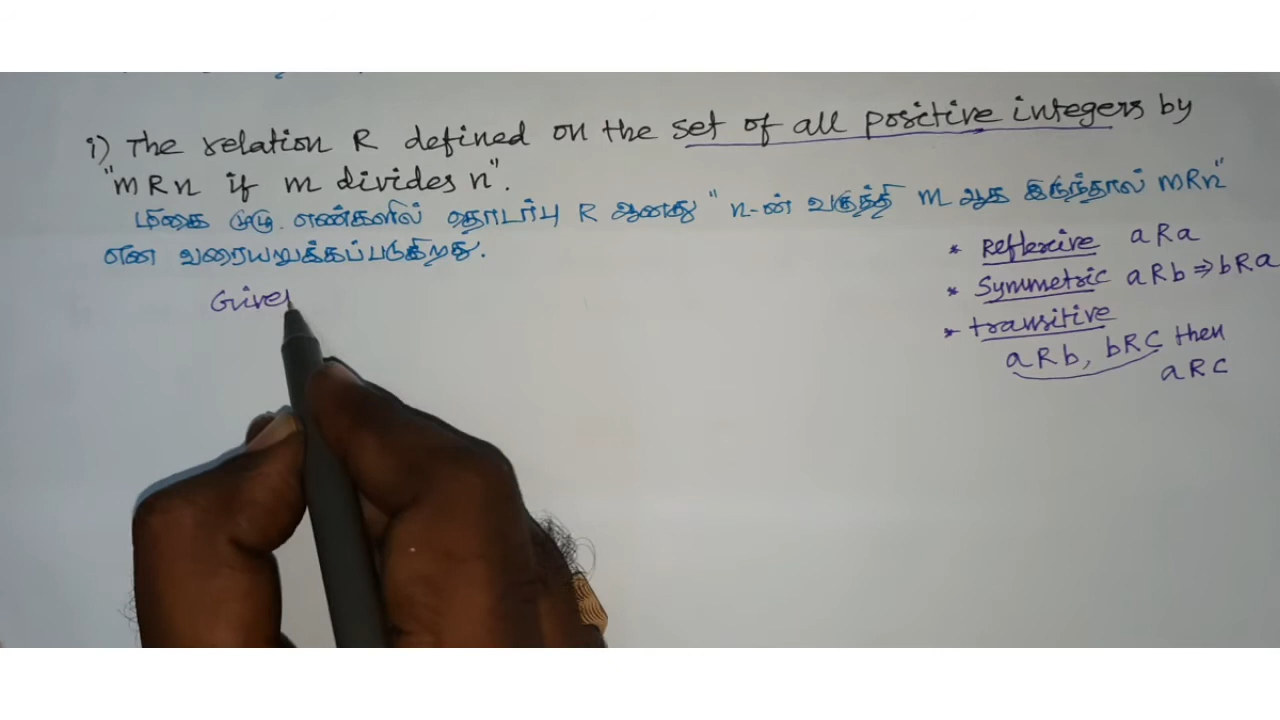 i) The relation R defined on the set of all positive integers by
"mRn if m divides n".
மிகை முழு எண்களில் தொடர்பு R ஆனது " n-ன் வகுத்தி m ஆக இருந்தால் mRn"
என வரையறுக்கப்படுகிறது.
* Reflexive aRa
* Symmetric aRb ⇒ bRa
* transitive
aRb, bRC then
aRC
Given